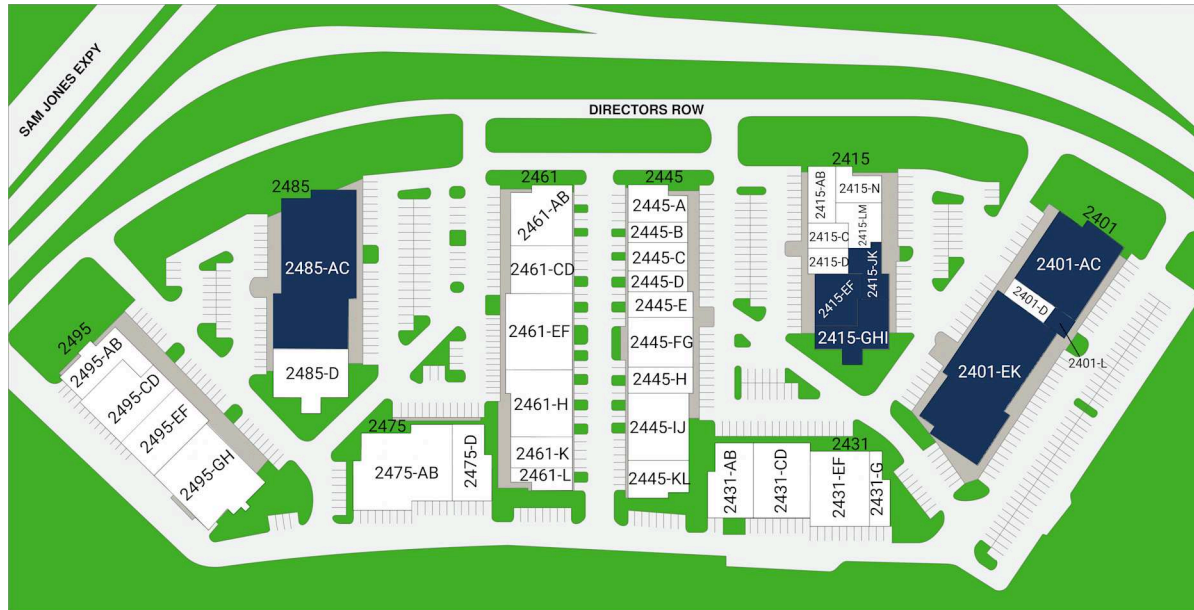 SAM JONES EXPY
DIRECTORS ROW
2495
2495-AB
2495-CD
2495-EF
2495-GH
2485
2485-AC
2485-D
2475
2475-AB
2475-D
2461
2461-AB
2461-CD
2461-EF
2461-H
2461-K
2461-L
2445
2445-A
2445-B
2445-C
2445-D
2445-E
2445-FG
2445-H
2445-IJ
2445-KL
2415
2415-AB
2415-N
2415-LM
2415-C
2415-D
2415-JK
2415-EF
2415-GHI
2431
2431-AB
2431-CD
2431-EF
2431-G
2401
2401-AC
2401-D
2401-L
2401-EK